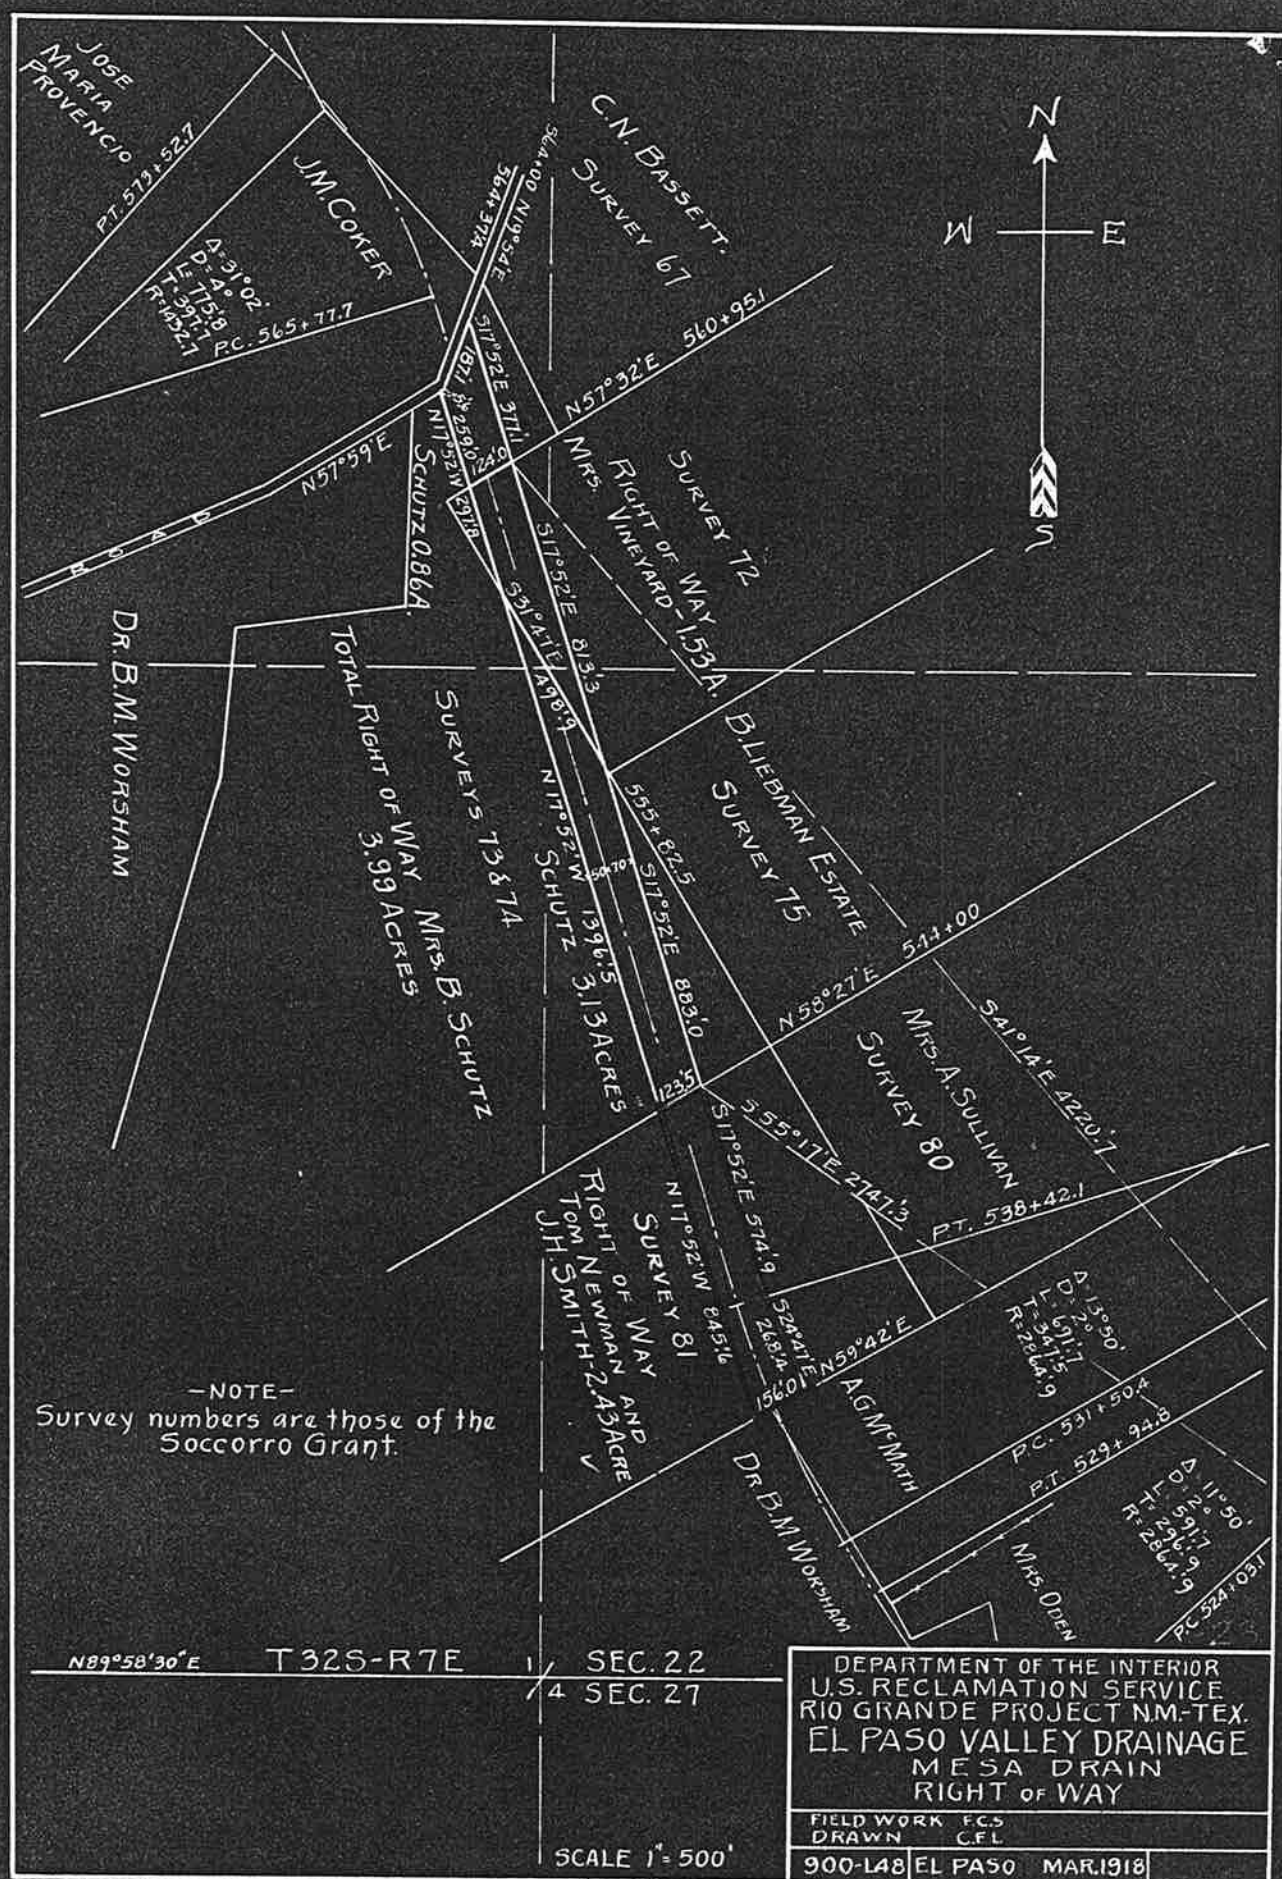 JOSE
MARIA
PROVENCIO
P.T. 573+52.7
J.M. COKER
Δ=31°02'
D=4°
L=775.8
T=397.7
R=1432.7
P.C. 565+77.7
564+37.4
564+00
N19°54'E
C.N. BASSETT.
SURVEY 67
N
W
E
S
N57°32'E 560+95.1
S17°52'E 377.1
187.1
259.0
124.0
N17°52'W 297.8
N57°59'E
ROAD
SCHUTZ 0.86A.
SURVEY 72
RIGHT OF WAY
MRS. VINEYARD-1.53A.
S17°52'E 813.3
S31°47'E 498.9
DR. B.M. WORSHAM
TOTAL RIGHT OF WAY MRS. B. SCHUTZ
3.99 ACRES
SURVEYS 73 & 74
N17°52'W 1396.5
SCHUTZ 3.13 ACRES
50+70
555+82.5
B. LIEBMAN ESTATE
SURVEY 75
S17°52'E 883.0
N58°27'E 544+00
123.5
S41°14'E 4220.7
MRS. A. SULLIVAN
SURVEY 80
S55°17'E 2747.3
S17°52'E 574.9
N17°52'W 845.6
P.T. 538+42.1
SURVEY 81
RIGHT OF WAY
TOM NEWMAN AND
J.H. SMITH-2.43 ACRE
S24°47'E
268.4
156.01
N59°42'E
Δ 13°50'
D=2°
L=691.7
T=347.5
R=2864.9
A.G. McMATH
P.C. 531+50.4
P.T. 529+94.8
Δ 11°50'
D=2°
L=591.7
T=296.9
R=2864.9
DR B.M WORSHAM
MRS. ODEN
P.C. 524+03.1
23
-NOTE-
Survey numbers are those of the
Soccorro Grant.
N89°58'30"E T32S-R7E 1/4 SEC. 22
SEC. 27
SCALE 1"=500'
DEPARTMENT OF THE INTERIOR
U.S. RECLAMATION SERVICE
RIO GRANDE PROJECT N.M.-TEX.
EL PASO VALLEY DRAINAGE
MESA DRAIN
RIGHT OF WAY
FIELD WORK F.C.S
DRAWN C.F.L
900-L48 EL PASO MAR.1918